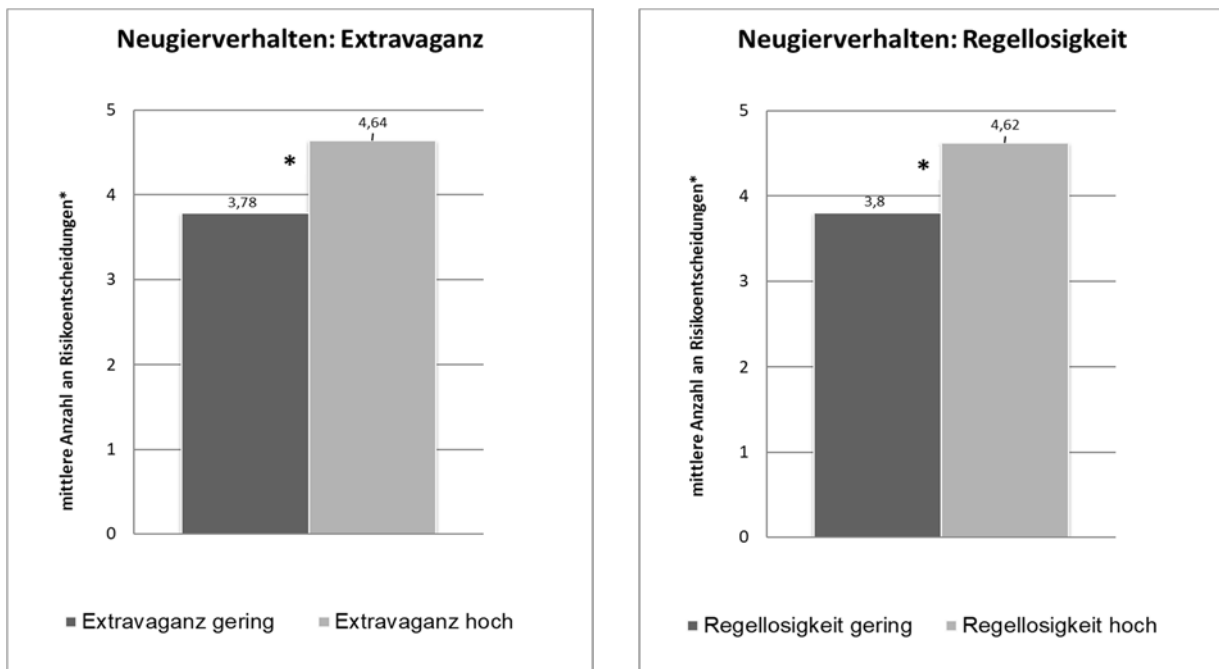 Neugierverhalten: Extravaganz
mittlere Anzahl an Risikoentscheidungen*
5
4
3
2
1
0
3,78
*
4,64
Extravaganz gering
Extravaganz hoch
Neugierverhalten: Regellosigkeit
mittlere Anzahl an Risikoentscheidungen*
5
4
3
2
1
0
3,8
*
4,62
Regellosigkeit gering
Regellosigkeit hoch